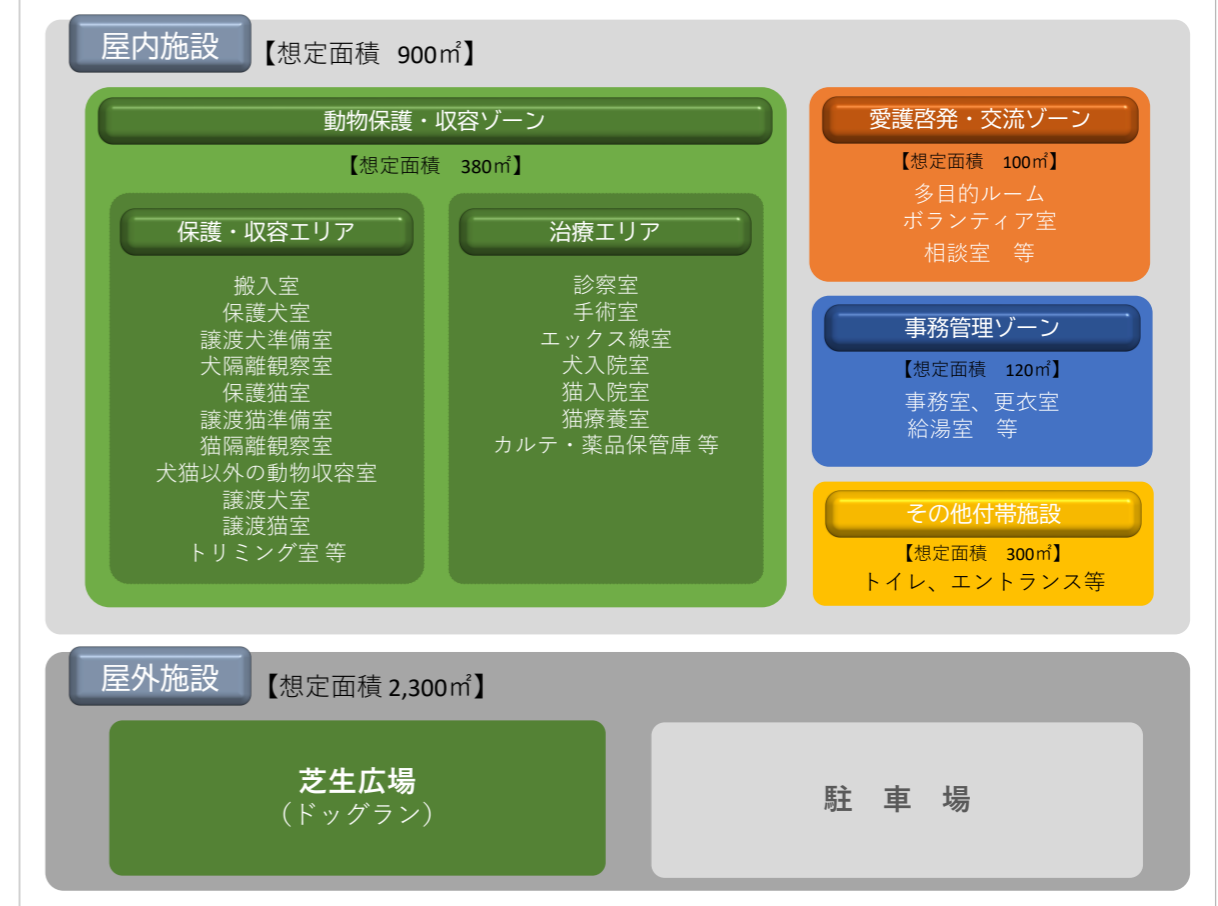 屋内施設
【想定面積 900㎡】
動物保護・収容ゾーン
【想定面積 380㎡】
保護・収容エリア
搬入室
保護犬室
譲渡犬準備室
犬隔離観察室
保護猫室
譲渡猫準備室
猫隔離観察室
犬猫以外の動物収容室
譲渡犬室
譲渡猫室
トリミング室 等
治療エリア
診察室
手術室
エックス線室
犬入院室
猫入院室
猫療養室
カルテ・薬品保管庫 等
愛護啓発・交流ゾーン
【想定面積 100㎡】
多目的ルーム
ボランティア室
相談室 等
事務管理ゾーン
【想定面積 120㎡】
事務室、更衣室
給湯室 等
その他付帯施設
【想定面積 300㎡】
トイレ、エントランス等
屋外施設
【想定面積 2,300㎡】
芝生広場
（ドッグラン）
駐 車 場